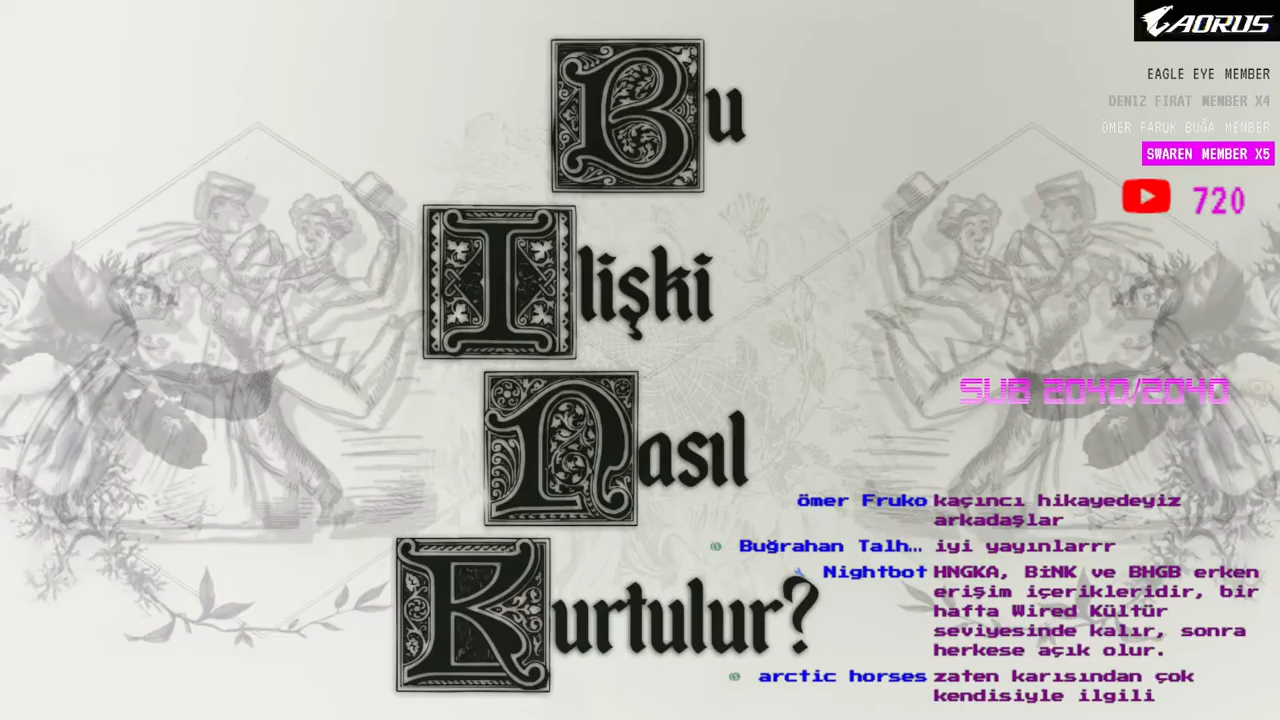 AORUS
EAGLE EYE MEMBER
DENIZ FIRAT MEMBER X4
ÖMER FARUK BUĞA MEMBER
SWAREN MEMBER X5
720
Bu
Ilişki
Nasıl
Kurtulur?
SUB 2040/2040
ömer Fruko kaçıncı hikayedeyiz
arkadaşlar
Buğrahan Talh… iyi yayınlarrr
Nightbot HNGKA, BiNK ve BHGB erken
erişim içerikleridir, bir
hafta Wired Kültür
seviyesinde kalır, sonra
herkese açık olur.
arctic horses zaten karısından çok
kendisiyle ilgili